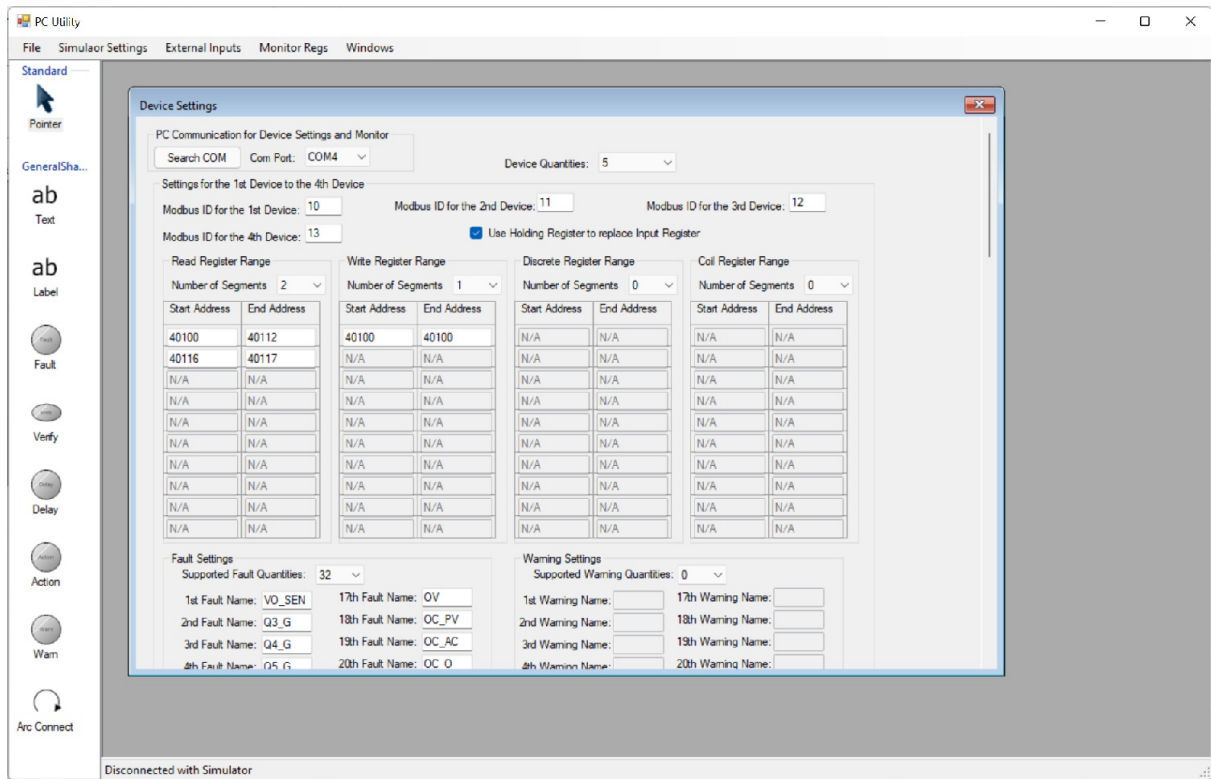 PC Utility
File Simulaor Settings External Inputs Monitor Regs Windows
Standard
Pointer
GeneralSha...
ab
Text
ab
Label
Fault
Fault
Verify
Delay
Delay
Action
Action
Warn
Arc Connect
Device Settings
PC Communication for Device Settings and Monitor
Search COM Com Port: COM4
Device Quantities: 5
Settings for the 1st Device to the 4th Device
Modbus ID for the 1st Device: 10 Modbus ID for the 2nd Device: 11 Modbus ID for the 3rd Device: 12
Modbus ID for the 4th Device: 13 Use Holding Register to replace Input Register
Read Register Range Write Register Range Discrete Register Range Coil Register Range
Number of Segments 2 Number of Segments 1 Number of Segments 0 Number of Segments 0
Start Address End Address Start Address End Address Start Address End Address Start Address End Address
40100 40112 40100 40100 N/A N/A N/A N/A
40116 40117 N/A N/A N/A N/A N/A N/A
N/A N/A N/A N/A N/A N/A N/A N/A
N/A N/A N/A N/A N/A N/A N/A N/A
N/A N/A N/A N/A N/A N/A N/A N/A
N/A N/A N/A N/A N/A N/A N/A N/A
N/A N/A N/A N/A N/A N/A N/A N/A
N/A N/A N/A N/A N/A N/A N/A N/A
N/A N/A N/A N/A N/A N/A N/A N/A
N/A N/A N/A N/A N/A N/A N/A N/A
Fault Settings Warning Settings
Supported Fault Quantities: 32 Supported Warning Quantities: 0
1st Fault Name: VO_SEN 17th Fault Name: OV 1st Warning Name: 17th Warning Name:
2nd Fault Name: Q3_G 18th Fault Name: OC_PV 2nd Warning Name: 18th Warning Name:
3rd Fault Name: Q4_G 19th Fault Name: OC_AC 3rd Warning Name: 19th Warning Name:
4th Fault Name: Q5_G 20th Fault Name: OC_O 4th Warning Name: 20th Warning Name:
Disconnected with Simulator